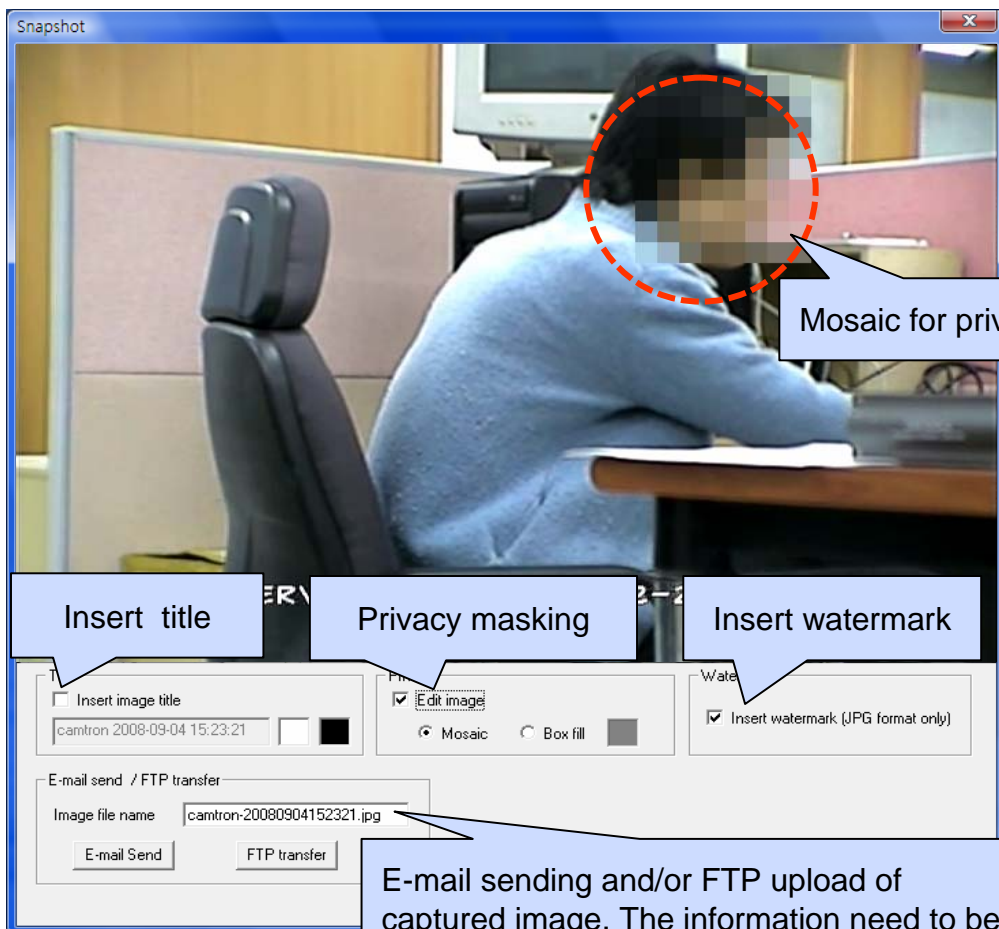 Snapshot
Mosaic for priv
Insert title
Privacy masking
Insert watermark
Insert image title
Edit image
Insert watermark (JPG format only)
camtron 2008-09-04 15:23:21
Mosaic
Box fill
E-mail send / FTP transfer
Image file name
camtron-20080904152321.jpg
E-mail Send
FTP transfer
E-mail sending and/or FTP upload of
captured image. The information need to be